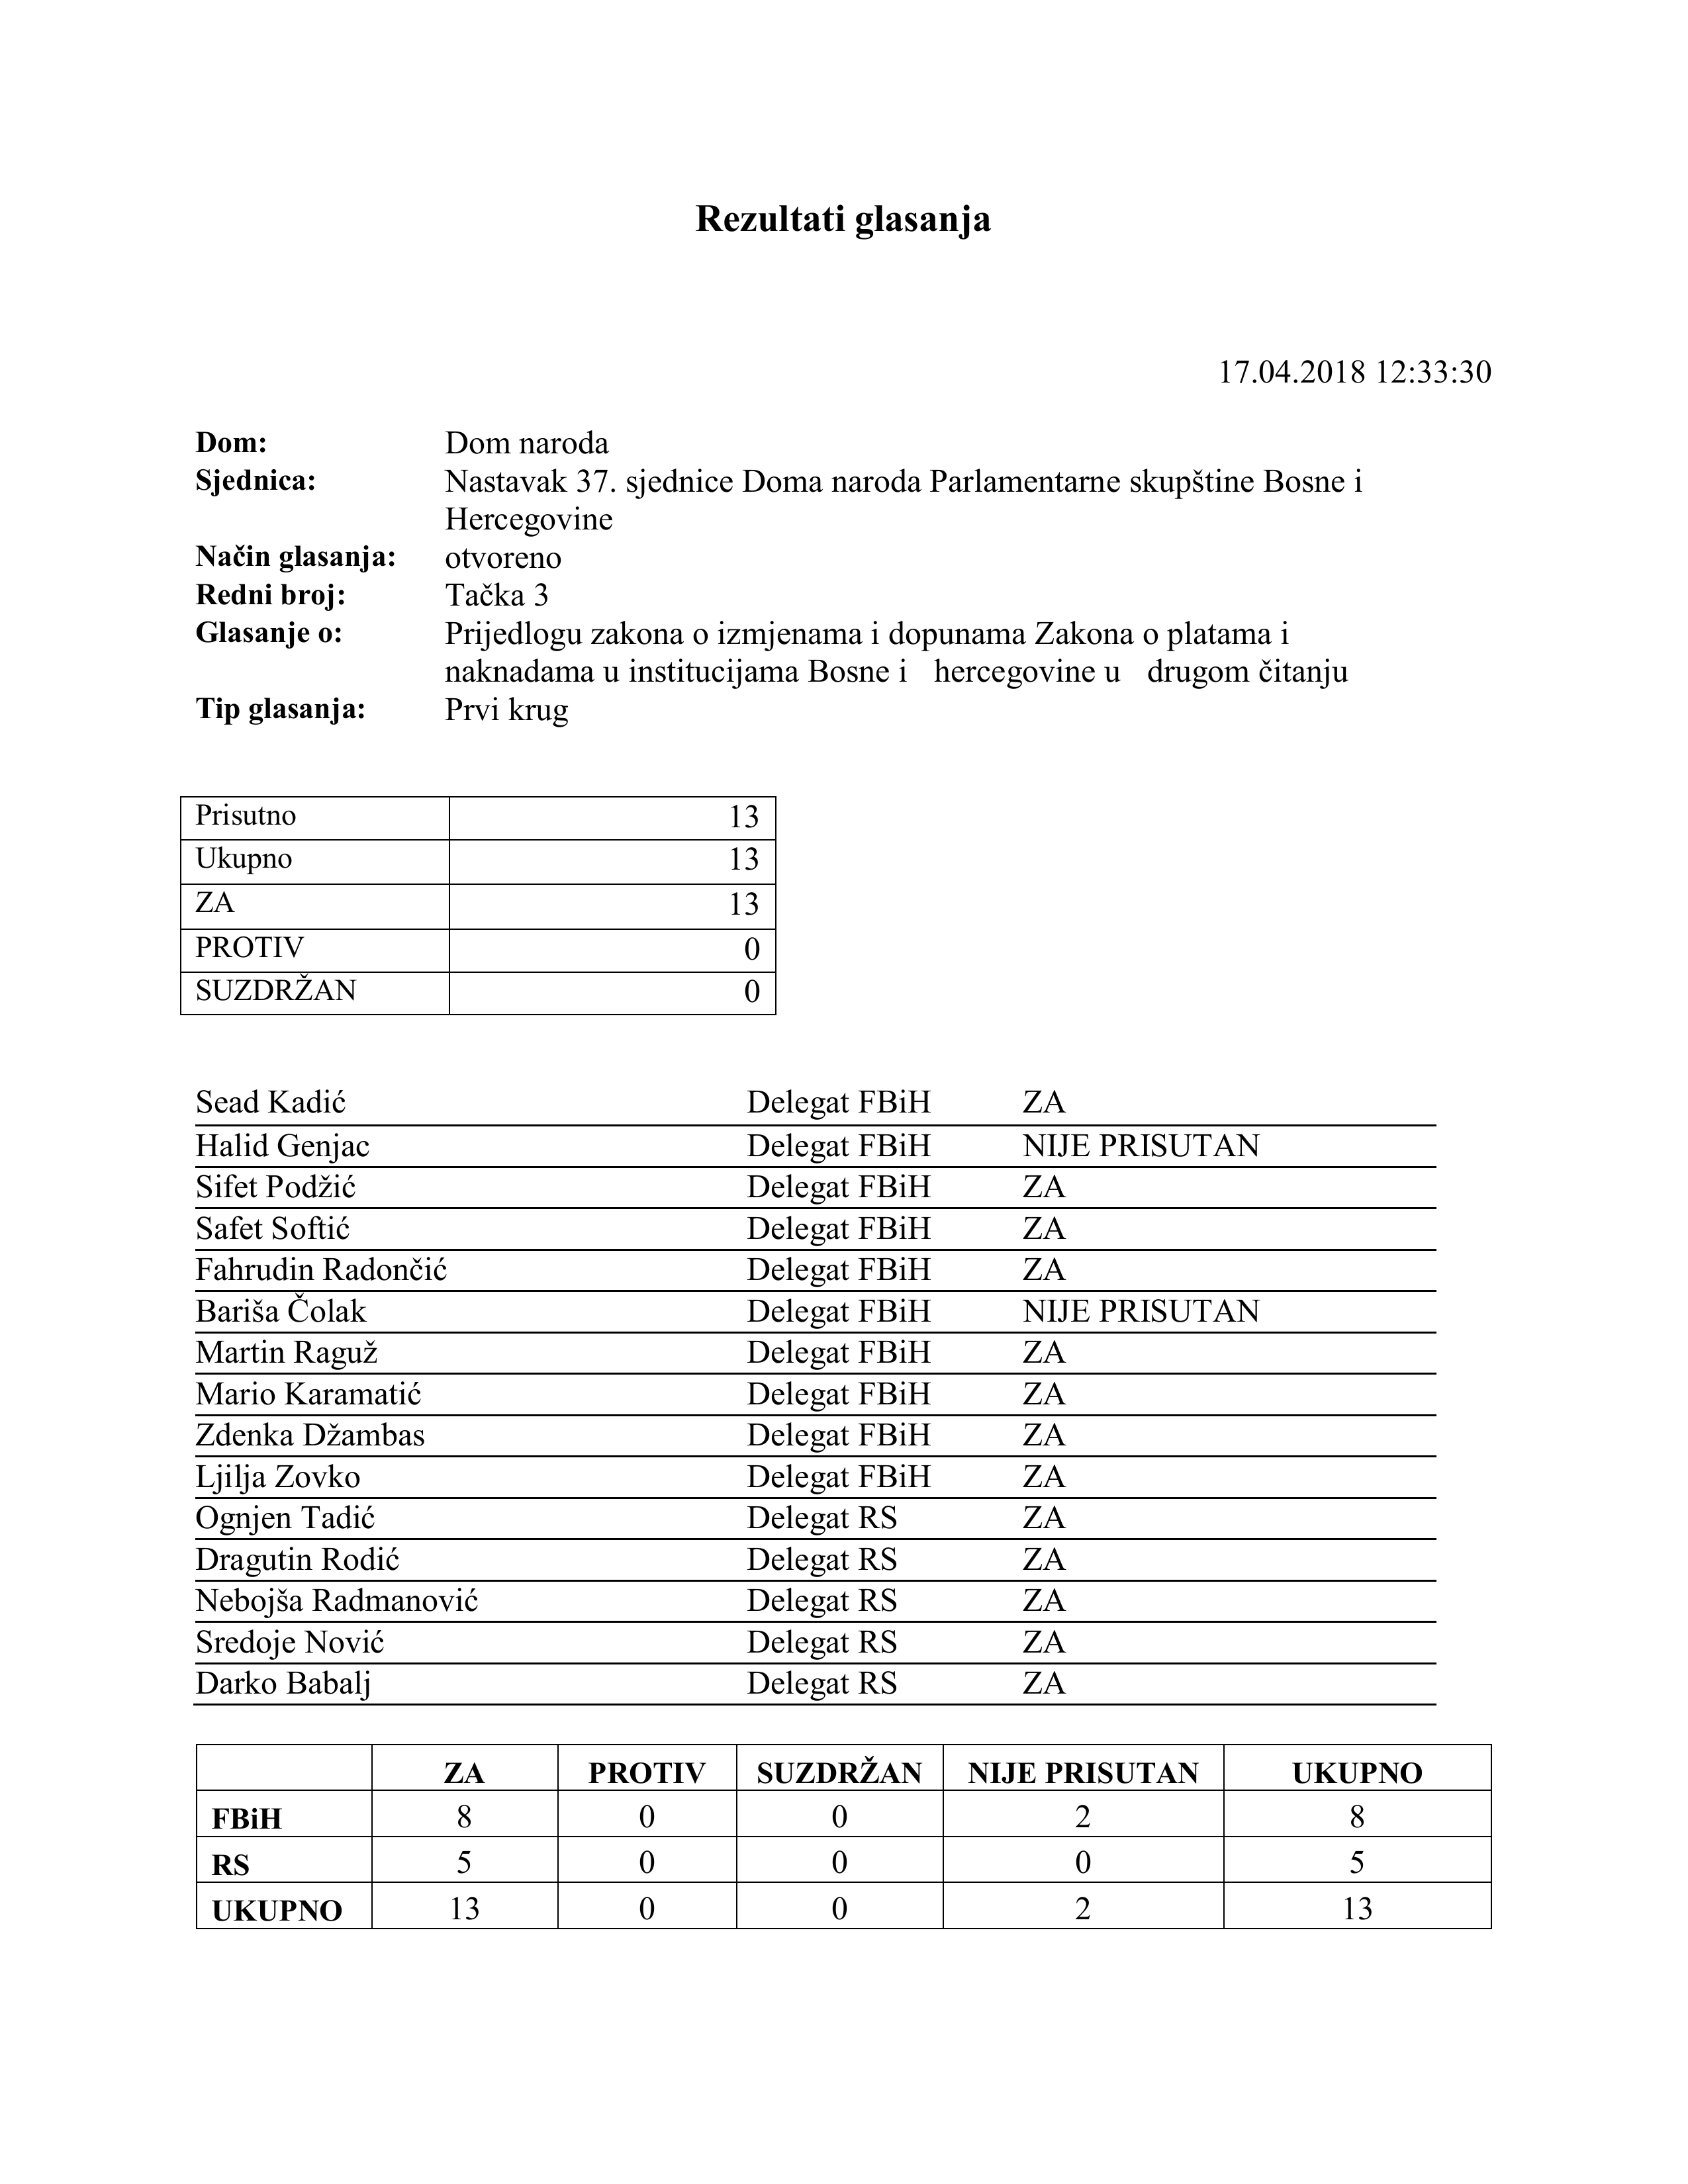 Rezultati glasanja
17.04.2018 12:33:30
Dom: Dom naroda
Sjednica: Nastavak 37. sjednice Doma naroda Parlamentarne skupštine Bosne i
Hercegovine
Način glasanja: otvoreno
Redni broj: Tačka 3
Glasanje o: Prijedlogu zakona o izmjenama i dopunama Zakona o platama i
naknadama u institucijama Bosne i hercegovine u drugom čitanju
Tip glasanja: Prvi krug
Prisutno 13
Ukupno 13
ZA 13
PROTIV 0
SUZDRŽAN 0
Sead Kadić Delegat FBiH ZA
Halid Genjac Delegat FBiH NIJE PRISUTAN
Sifet Podžić Delegat FBiH ZA
Safet Softić Delegat FBiH ZA
Fahrudin Radončić Delegat FBiH ZA
Bariša Čolak Delegat FBiH NIJE PRISUTAN
Martin Raguž Delegat FBiH ZA
Mario Karamatić Delegat FBiH ZA
Zdenka Džambas Delegat FBiH ZA
Ljilja Zovko Delegat FBiH ZA
Ognjen Tadić Delegat RS ZA
Dragutin Rodić Delegat RS ZA
Nebojša Radmanović Delegat RS ZA
Sredoje Nović Delegat RS ZA
Darko Babalj Delegat RS ZA
ZA PROTIV SUZDRŽAN NIJE PRISUTAN UKUPNO
FBiH 8 0 0 2 8
RS 5 0 0 0 5
UKUPNO 13 0 0 2 13